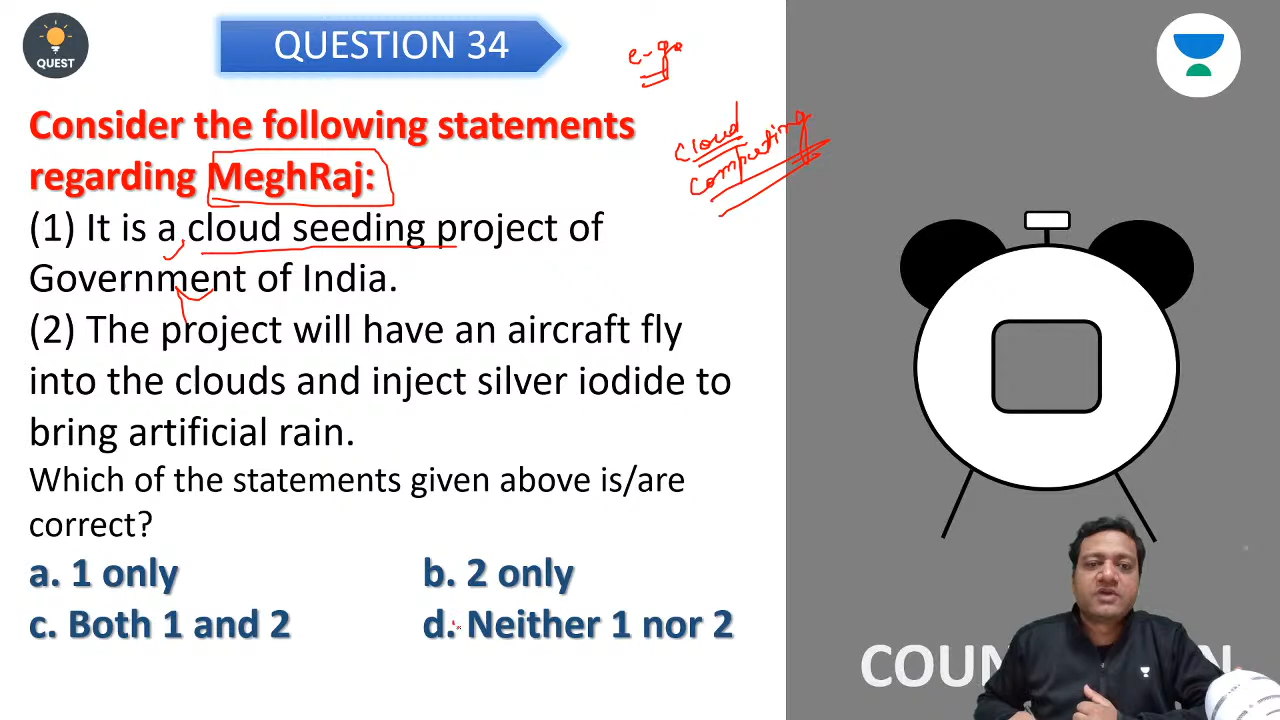 QUEST
QUESTION 34
e-go
Cloud
Computing
Consider the following statements
regarding MeghRaj:
(1) It is a cloud seeding project of
Government of India.
(2) The project will have an aircraft fly
into the clouds and inject silver iodide to
bring artificial rain.
Which of the statements given above is/are
correct?
a. 1 only
b. 2 only
c. Both 1 and 2
d. Neither 1 nor 2